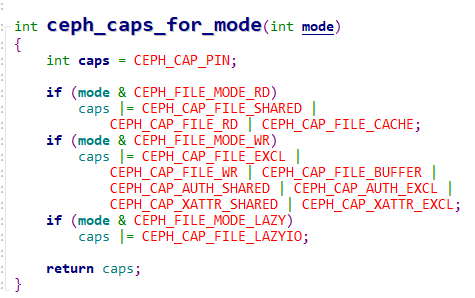 int ceph_caps_for_mode(int mode)
{
    int caps = CEPH_CAP_PIN;

    if (mode & CEPH_FILE_MODE_RD)
        caps |= CEPH_CAP_FILE_SHARED |
            CEPH_CAP_FILE_RD | CEPH_CAP_FILE_CACHE;
    if (mode & CEPH_FILE_MODE_WR)
        caps |= CEPH_CAP_FILE_EXCL |
            CEPH_CAP_FILE_WR | CEPH_CAP_FILE_BUFFER |
            CEPH_CAP_AUTH_SHARED | CEPH_CAP_AUTH_EXCL |
            CEPH_CAP_XATTR_SHARED | CEPH_CAP_XATTR_EXCL;
    if (mode & CEPH_FILE_MODE_LAZY)
        caps |= CEPH_CAP_FILE_LAZYIO;

    return caps;
}